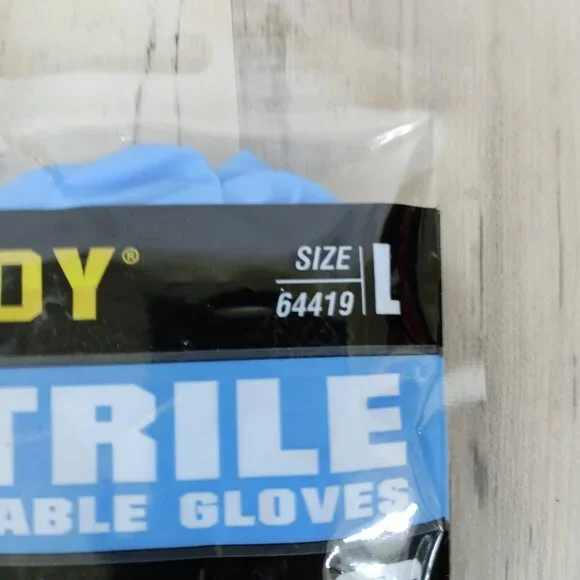 DY® SIZE L
64419
TRILE
ABLE GLOVES